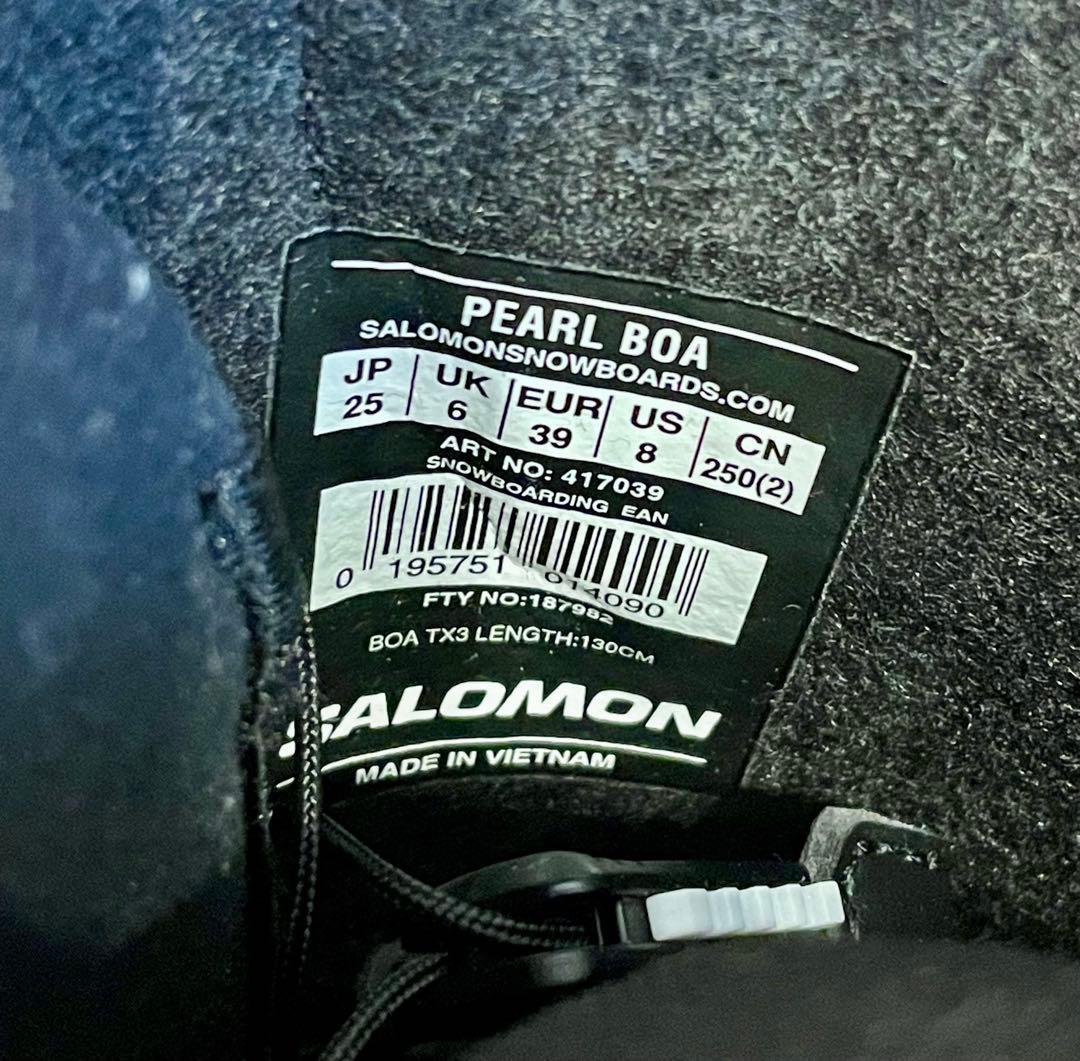 PEARL BOA
SALOMONSNOWBOARDS.COM
JP UK EUR US CN
25 6 39 8 250(2)
ART NO: 417039
SNOWBOARDING EAN
0 195751 014090
FTY NO:187982
BOA TX3 LENGTH:130CM
SALOMON
MADE IN VIETNAM